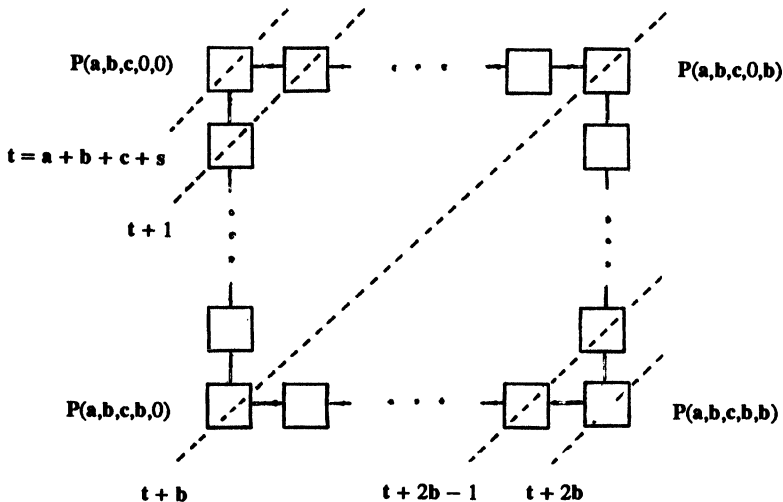 P(a,b,c,0,0)
P(a,b,c,0,b)
t = a + b + c + s
t + 1
P(a,b,c,b,0)
P(a,b,c,b,b)
t + b
t + 2b - 1
t + 2b